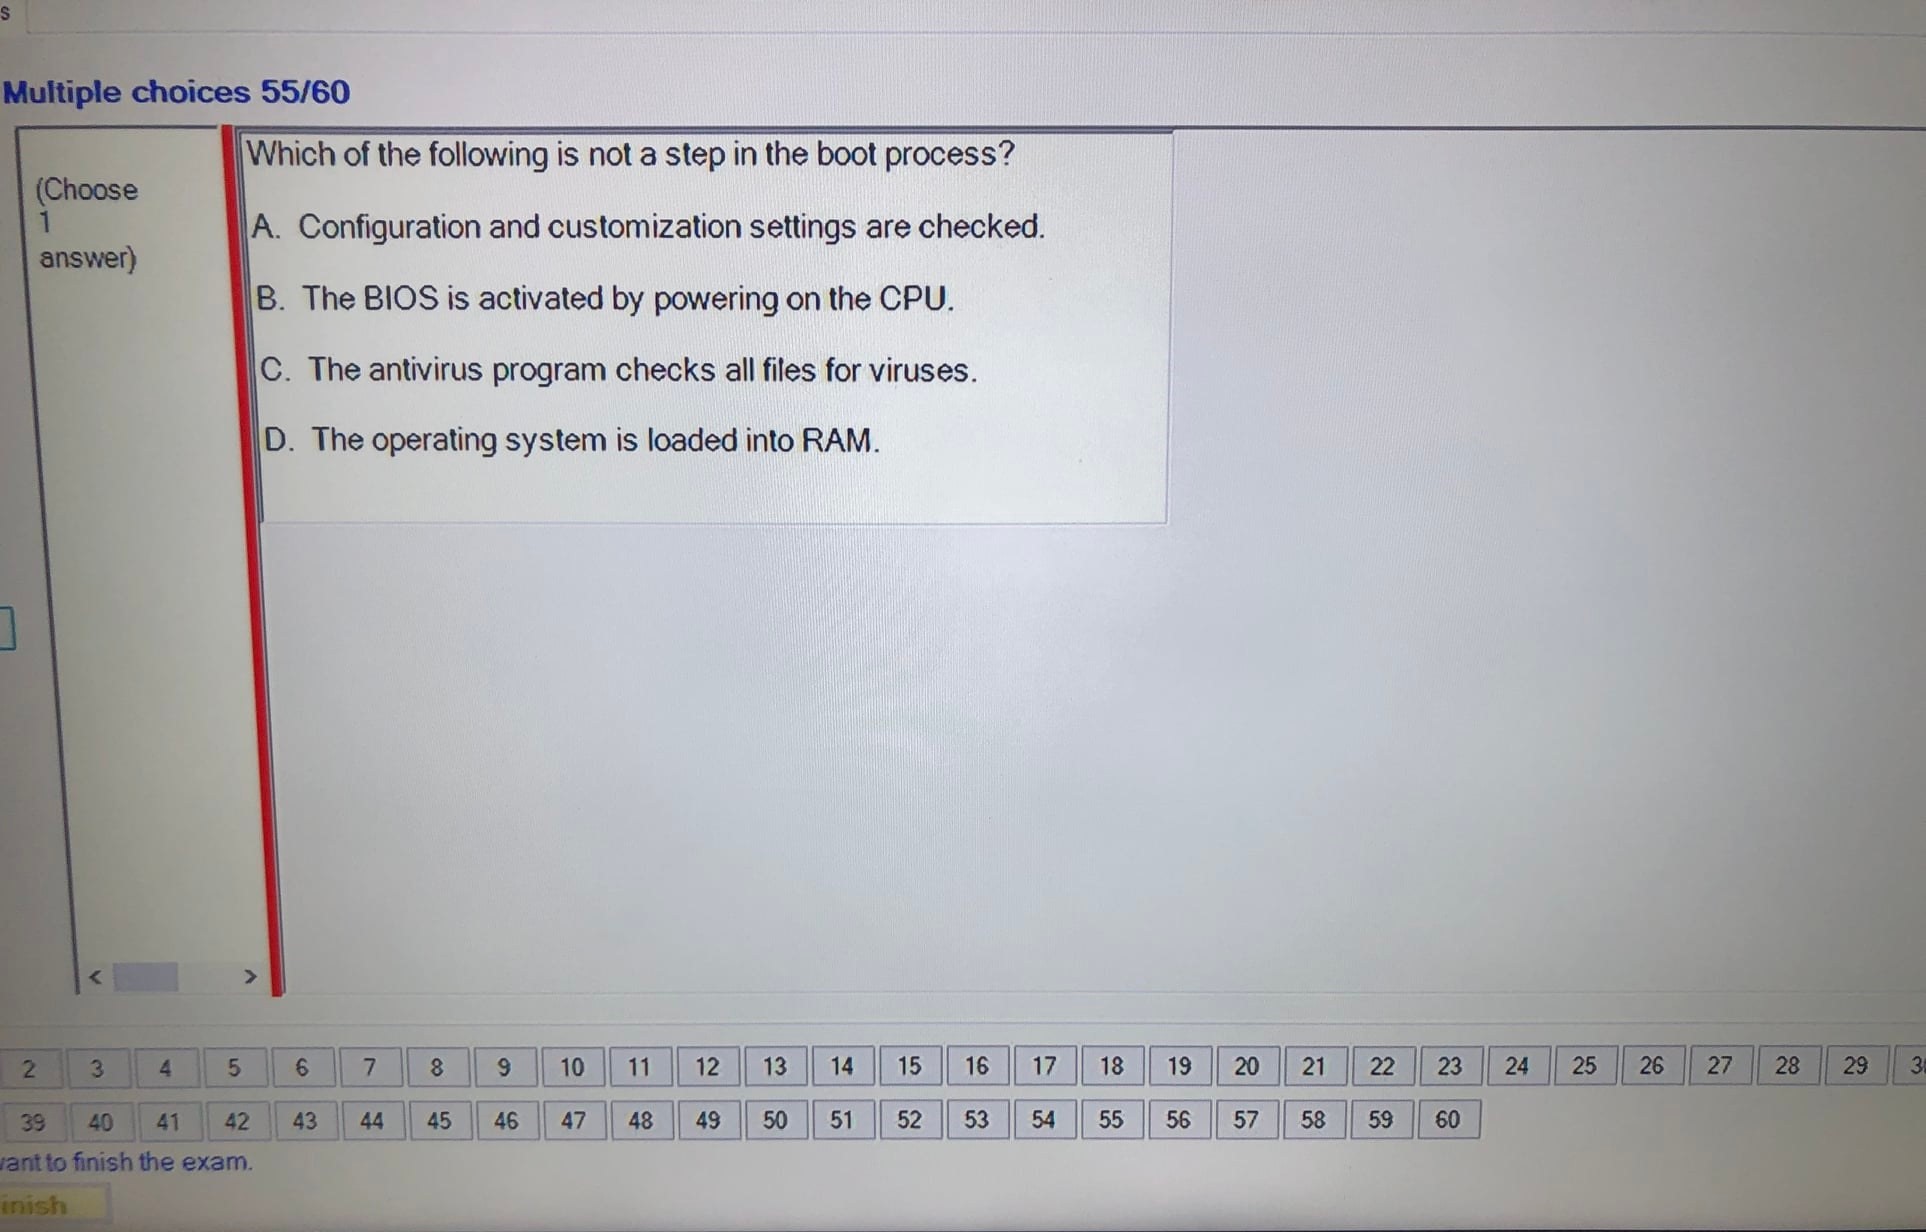 s
Multiple choices 55/60
(Choose
1
answer)
Which of the following is not a step in the boot process?
A. Configuration and customization settings are checked.
B. The BIOS is activated by powering on the CPU.
C. The antivirus program checks all files for viruses.
D. The operating system is loaded into RAM.
2 3 4 5 6 7 8 9 10 11 12 13 14 15 16 17 18 19 20 21 22 23 24 25 26 27 28 29
39 40 41 42 43 44 45 46 47 48 49 50 51 52 53 54 55 56 57 58 59 60
want to finish the exam.
inish